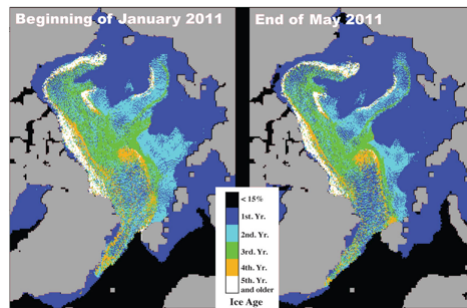 Beginning of January 2011
End of May 2011
< 15%
1st. Yr.
2nd. Yr.
3rd. Yr.
4th. Yr.
5th. Yr.
and older
Ice Age